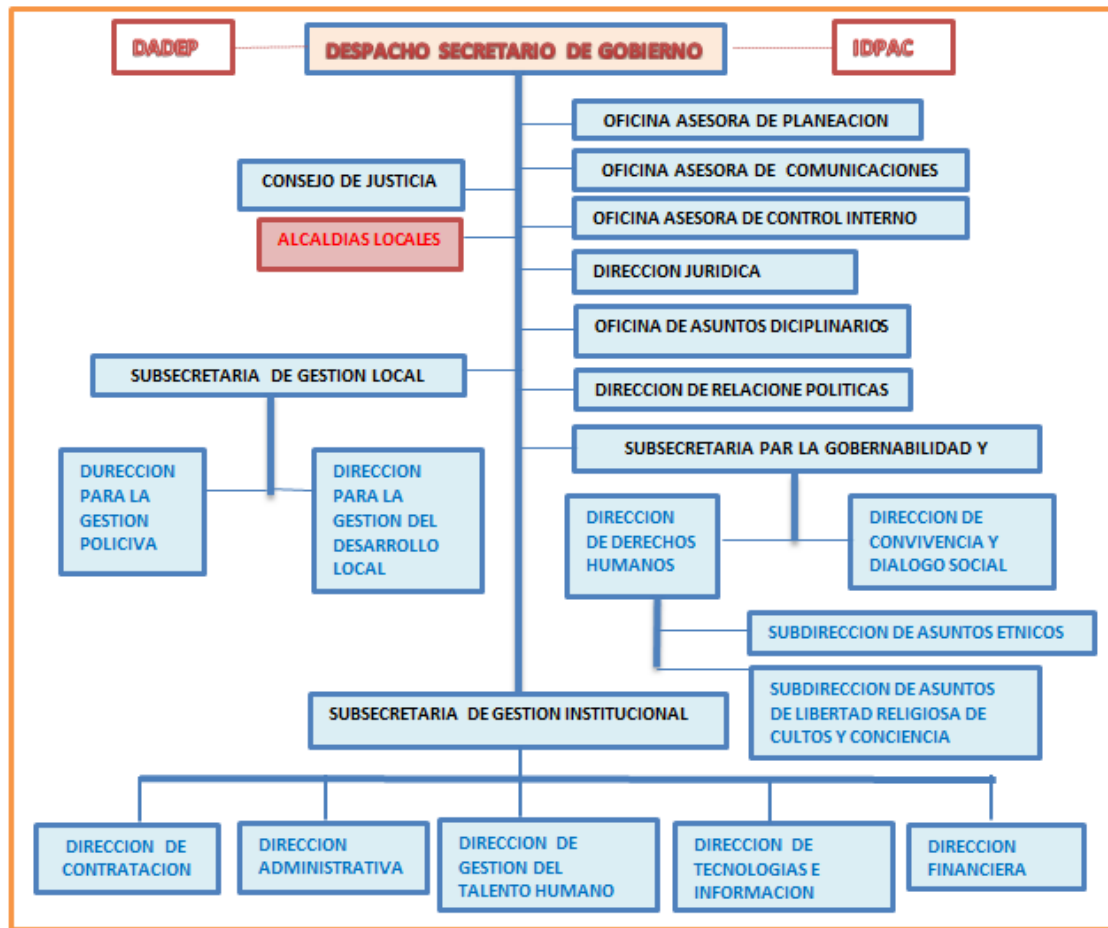 DADEP
DESPACHO SECRETARIO DE GOBIERNO
IDPAC
OFICINA ASESORA DE PLANEACION
OFICINA ASESORA DE COMUNICACIONES
CONSEJO DE JUSTICIA
OFICINA ASESORA DE CONTROL INTERNO
ALCALDIAS LOCALES
DIRECCION JURIDICA
OFICINA DE ASUNTOS DICIPLINARIOS
SUBSECRETARIA DE GESTION LOCAL
DIRECCION DE RELACIONE POLITICAS
SUBSECRETARIA PAR LA GOBERNABILIDAD Y
DURECCION
PARA LA
GESTION
POLICIVA
DIRECCION
PARA LA
GESTION DEL
DESARROLLO
LOCAL
DIRECCION
DE DERECHOS
HUMANOS
DIRECCION DE
CONVIVENCIA Y
DIALOGO SOCIAL
SUBDIRECCION DE ASUNTOS ETNICOS
SUBDIRECCION DE ASUNTOS
DE LIBERTAD RELIGIOSA DE
CULTOS Y CONCIENCIA
SUBSECRETARIA DE GESTION INSTITUCIONAL
DIRECCION DE
CONTRATACION
DIRECCION
ADMINISTRATIVA
DIRECCION DE
GESTION DEL
TALENTO HUMANO
DIRECCION DE
TECNOLOGIAS E
INFORMACION
DIRECCION
FINANCIERA